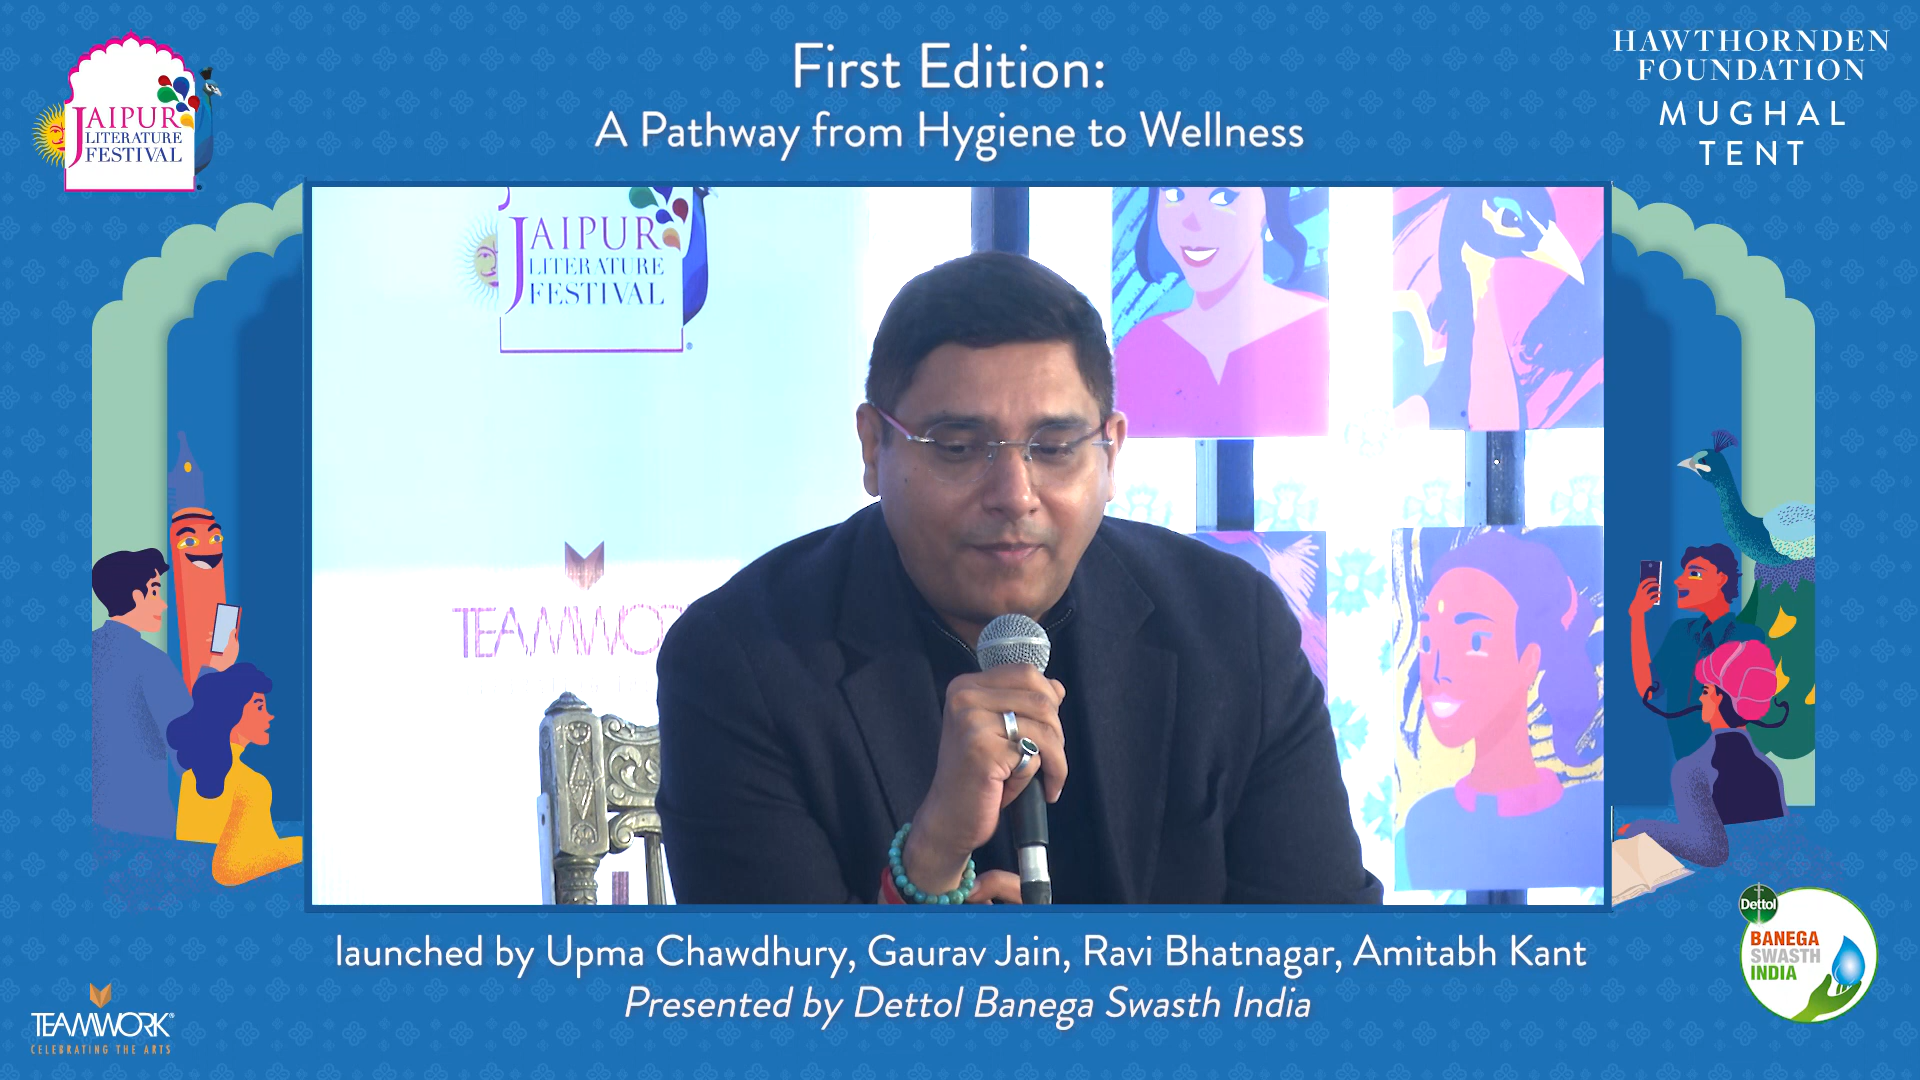 JAIPUR
LITERATURE
FESTIVAL
First Edition:
A Pathway from Hygiene to Wellness
HAWTHORNDEN
FOUNDATION
MUGHAL
TENT
JAIPUR
LITERATURE
FESTIVAL
TEAMWO
launched by Upma Chawdhury, Gaurav Jain, Ravi Bhatnagar, Amitabh Kant
Presented by Dettol Banega Swasth India
TEAMWORK
CELEBRATING THE ARTS
Dettol
BANEGA
SWASTH
INDIA